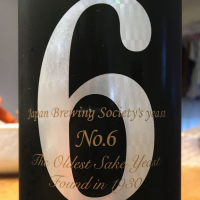 6
Japan Brewing Society's yeast
No.6
The Oldest Sake Yeast
Found in 1930